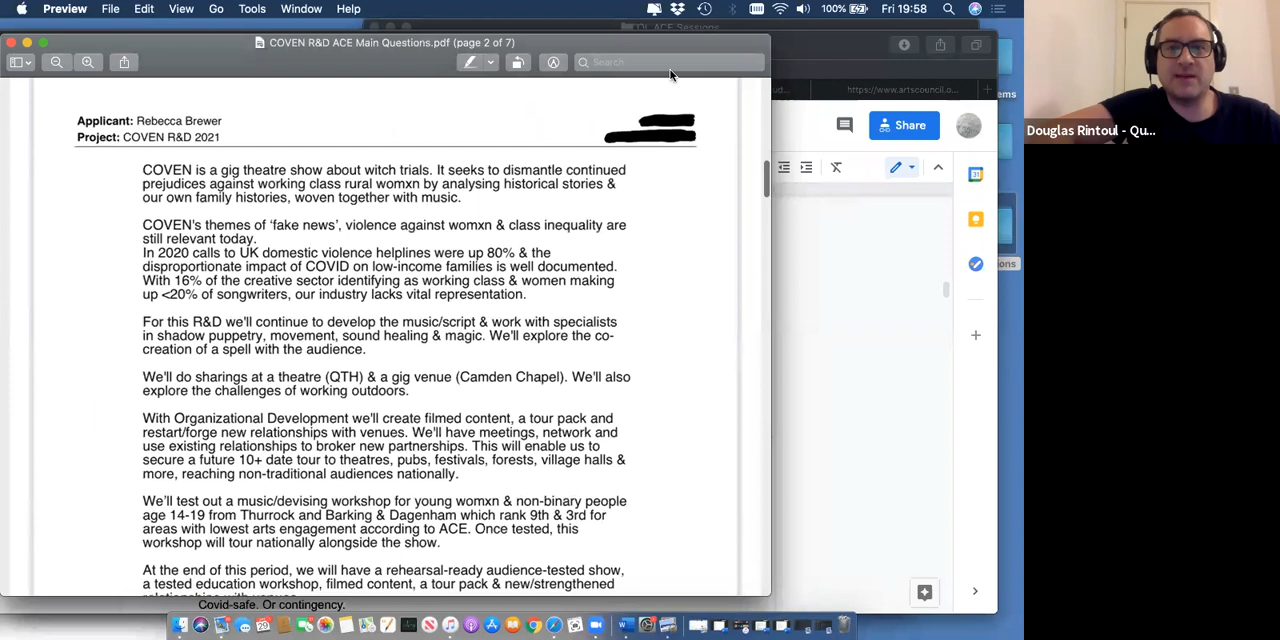 Preview File Edit View Go Tools Window Help
100% Fri 19:58
COVEN R&D ACE Main Questions.pdf (page 2 of 7)
Search
https://www.artscouncil.o...
Share
Douglas Rintoul - Qu...
Applicant: Rebecca Brewer
Project: COVEN R&D 2021
COVEN is a gig theatre show about witch trials. It seeks to dismantle continued
prejudices against working class rural womxn by analysing historical stories &
our own family histories, woven together with music.
COVEN's themes of 'fake news', violence against womxn & class inequality are
still relevant today.
In 2020 calls to UK domestic violence helplines were up 80% & the
disproportionate impact of COVID on low-income families is well documented.
With 16% of the creative sector identifying as working class & women making
up <20% of songwriters, our industry lacks vital representation.
For this R&D we'll continue to develop the music/script & work with specialists
in shadow puppetry, movement, sound healing & magic. We'll explore the co-
creation of a spell with the audience.
We'll do sharings at a theatre (QTH) & a gig venue (Camden Chapel). We'll also
explore the challenges of working outdoors.
With Organizational Development we'll create filmed content, a tour pack and
restart/forge new relationships with venues. We'll have meetings, network and
use existing relationships to broker new partnerships. This will enable us to
secure a future 10+ date tour to theatres, pubs, festivals, forests, village halls &
more, reaching non-traditional audiences nationally.
We'll test out a music/devising workshop for young womxn & non-binary people
age 14-19 from Thurrock and Barking & Dagenham which rank 9th & 3rd for
areas with lowest arts engagement according to ACE. Once tested, this
workshop will tour nationally alongside the show.
At the end of this period, we will have a rehearsal-ready audience-tested show,
a tested education workshop, filmed content, a tour pack & new/strengthened
Covid-safe. Or contingency.